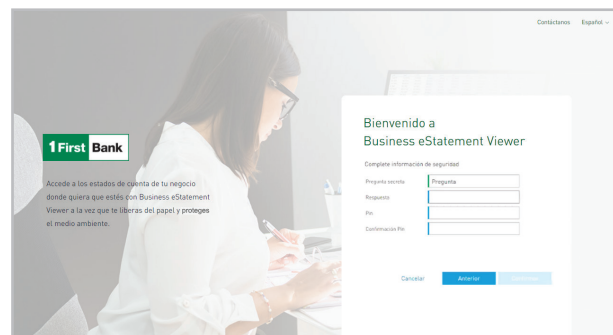 Contáctanos Español
1 First Bank
Accede a los estados de cuenta de tu negocio
donde quiera que estés con Business eStatement
Viewer a la vez que te liberas del papel y proteges
el medio ambiente.
Bienvenido a
Business eStatement Viewer
Complete información de seguridad
Pregunta secreta Pregunta
Respuesta
Pin
Confirmación Pin
Cancelar Anterior